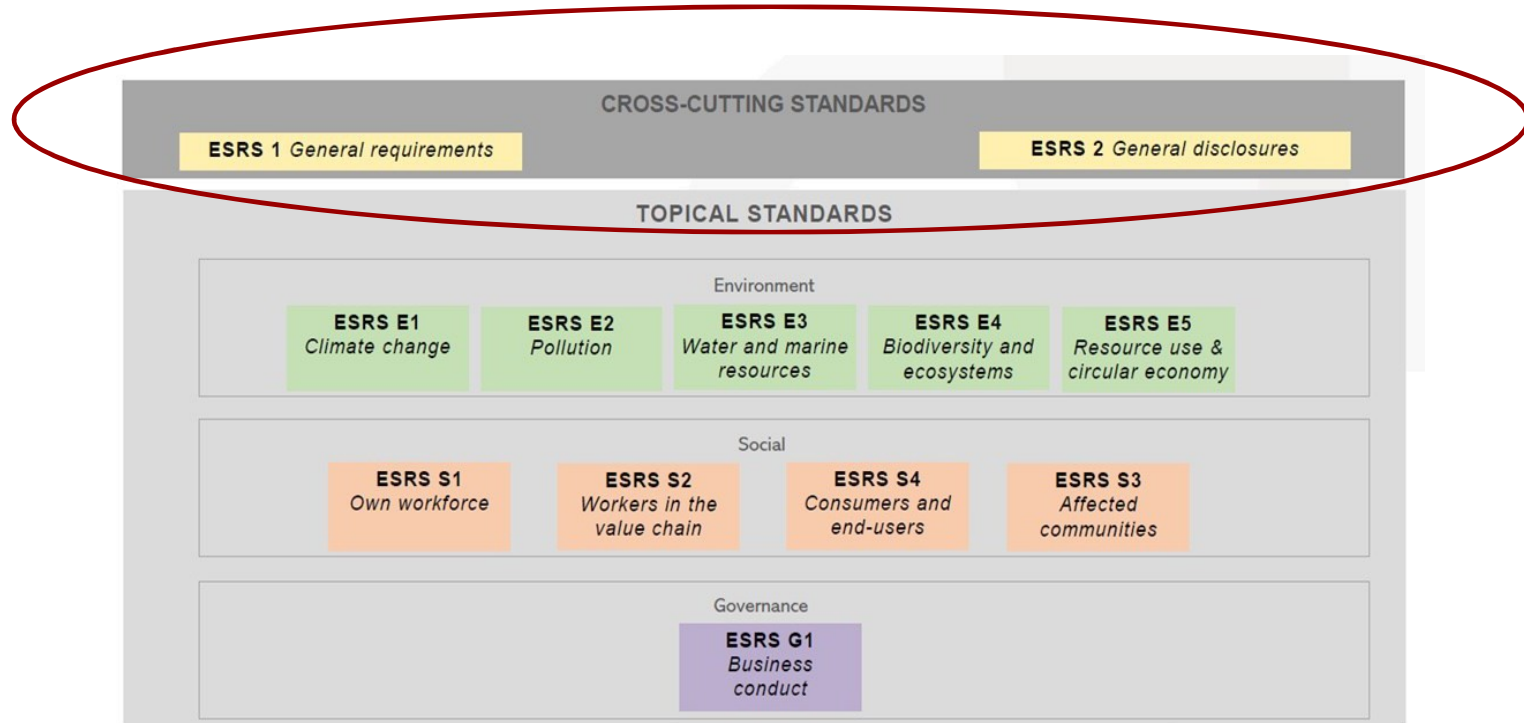 CROSS-CUTTING STANDARDS
ESRS 1 General requirements
ESRS 2 General disclosures
TOPICAL STANDARDS
Environment
ESRS E1
Climate change
ESRS E2
Pollution
ESRS E3
Water and marine
resources
ESRS E4
Biodiversity and
ecosystems
ESRS E5
Resource use &
circular economy
Social
ESRS S1
Own workforce
ESRS S2
Workers in the
value chain
ESRS S4
Consumers and
end-users
ESRS S3
Affected
communities
Governance
ESRS G1
Business
conduct